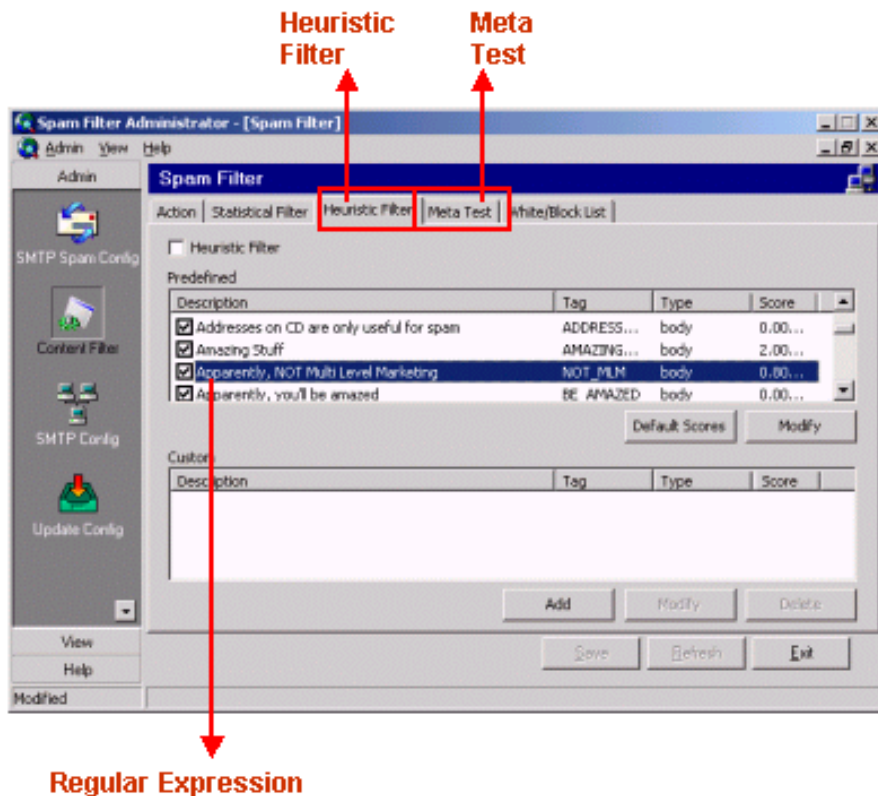 Heuristic Filter
Meta Test
Spam Filter Administrator - [Spam Filter]
Admin View Help
Admin
Spam Filter
Action Statistical Filter Heuristic Filter Meta Test White/Block List
SMTP Spam Config
Heuristic Filter
Predefined
Description Tag Type Score
Addresses on CD are only useful for spam ADDRESS... body 0.00...
Amazing Stuff AMAZING... body 2.00...
Apparently, NOT Multi Level Marketing NOT_MLM body 0.80...
Apparently, you'll be amazed BE_AMAZED body 0.00...
Content Filter
Default Scores Modify
SMTP Config
Custom
Description Tag Type Score
Update Config
Add Modify Delete
View
Help
Save Refresh Exit
Modified
Regular Expression